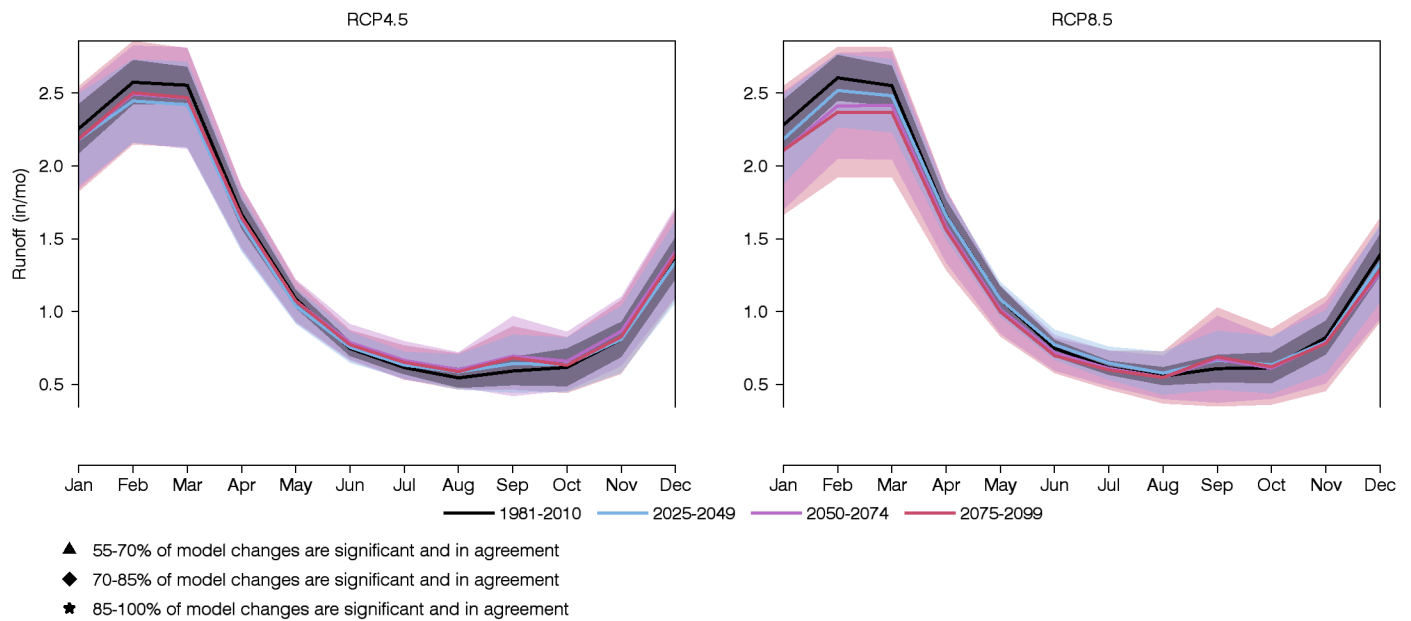 RCP4.5
RCP8.5
Runoff (in/mo)
2.5
2.0
1.5
1.0
0.5
2.5
2.0
1.5
1.0
0.5
Jan Feb Mar Apr May Jun Jul Aug Sep Oct Nov Dec
Jan Feb Mar Apr May Jun Jul Aug Sep Oct Nov Dec
1981-2010 2025-2049 2050-2074 2075-2099
55-70% of model changes are significant and in agreement
70-85% of model changes are significant and in agreement
85-100% of model changes are significant and in agreement